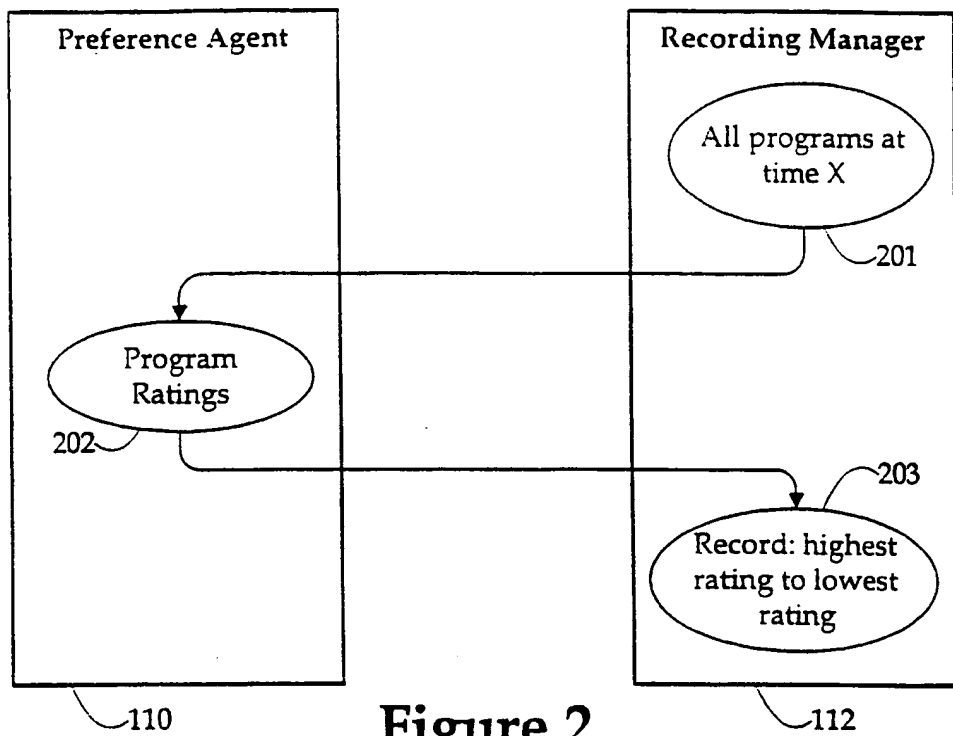 Preference Agent
Recording Manager
All programs at
time X
201
Program
Ratings
202
203
Record: highest
rating to lowest
rating
110
112
Figure 2